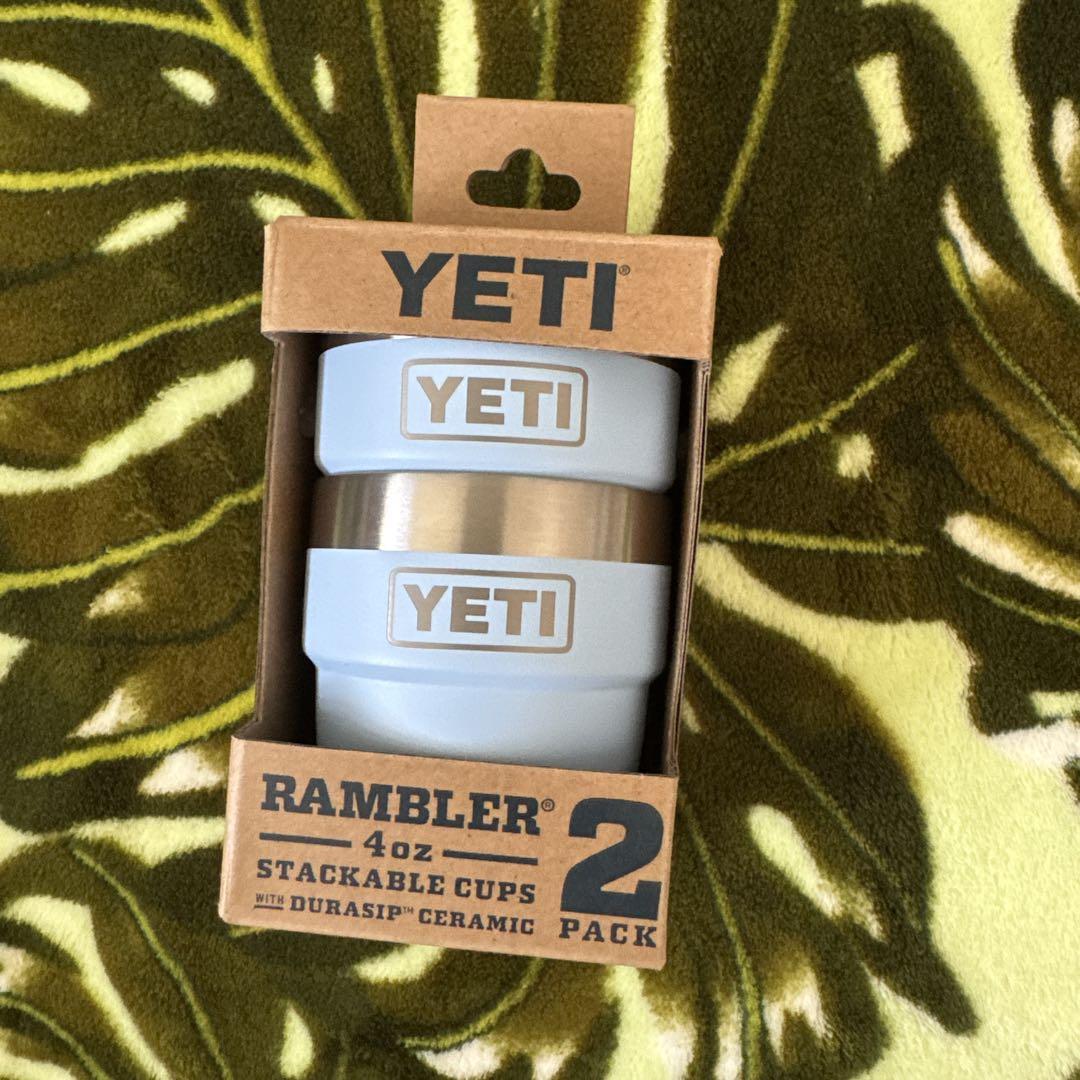 YETI®
YETI
YETI
RAMBLER®
4oz
STACKABLE CUPS
WITH DURASIP™ CERAMIC
2
PACK